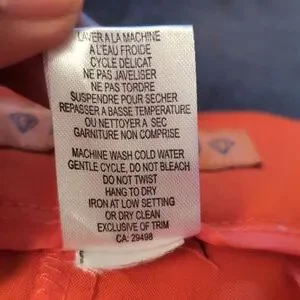 LAVER A LA MACHINE
A L'EAU FROIDE
CYCLE DÉLICAT
NE PAS JAVELISER
NE PAS TORDRE
SUSPENDRE POUR SECHER
REPASSER A BASSE TEMPERATURE
OU NETTOYER A SEC
GARNITURE NON COMPRISE
MACHINE WASH COLD WATER
GENTLE CYCLE, DO NOT BLEACH
DO NOT TWIST
HANG TO DRY
IRON AT LOW SETTING
OR DRY CLEAN
EXCLUSIVE OF TRIM
CA: 29498